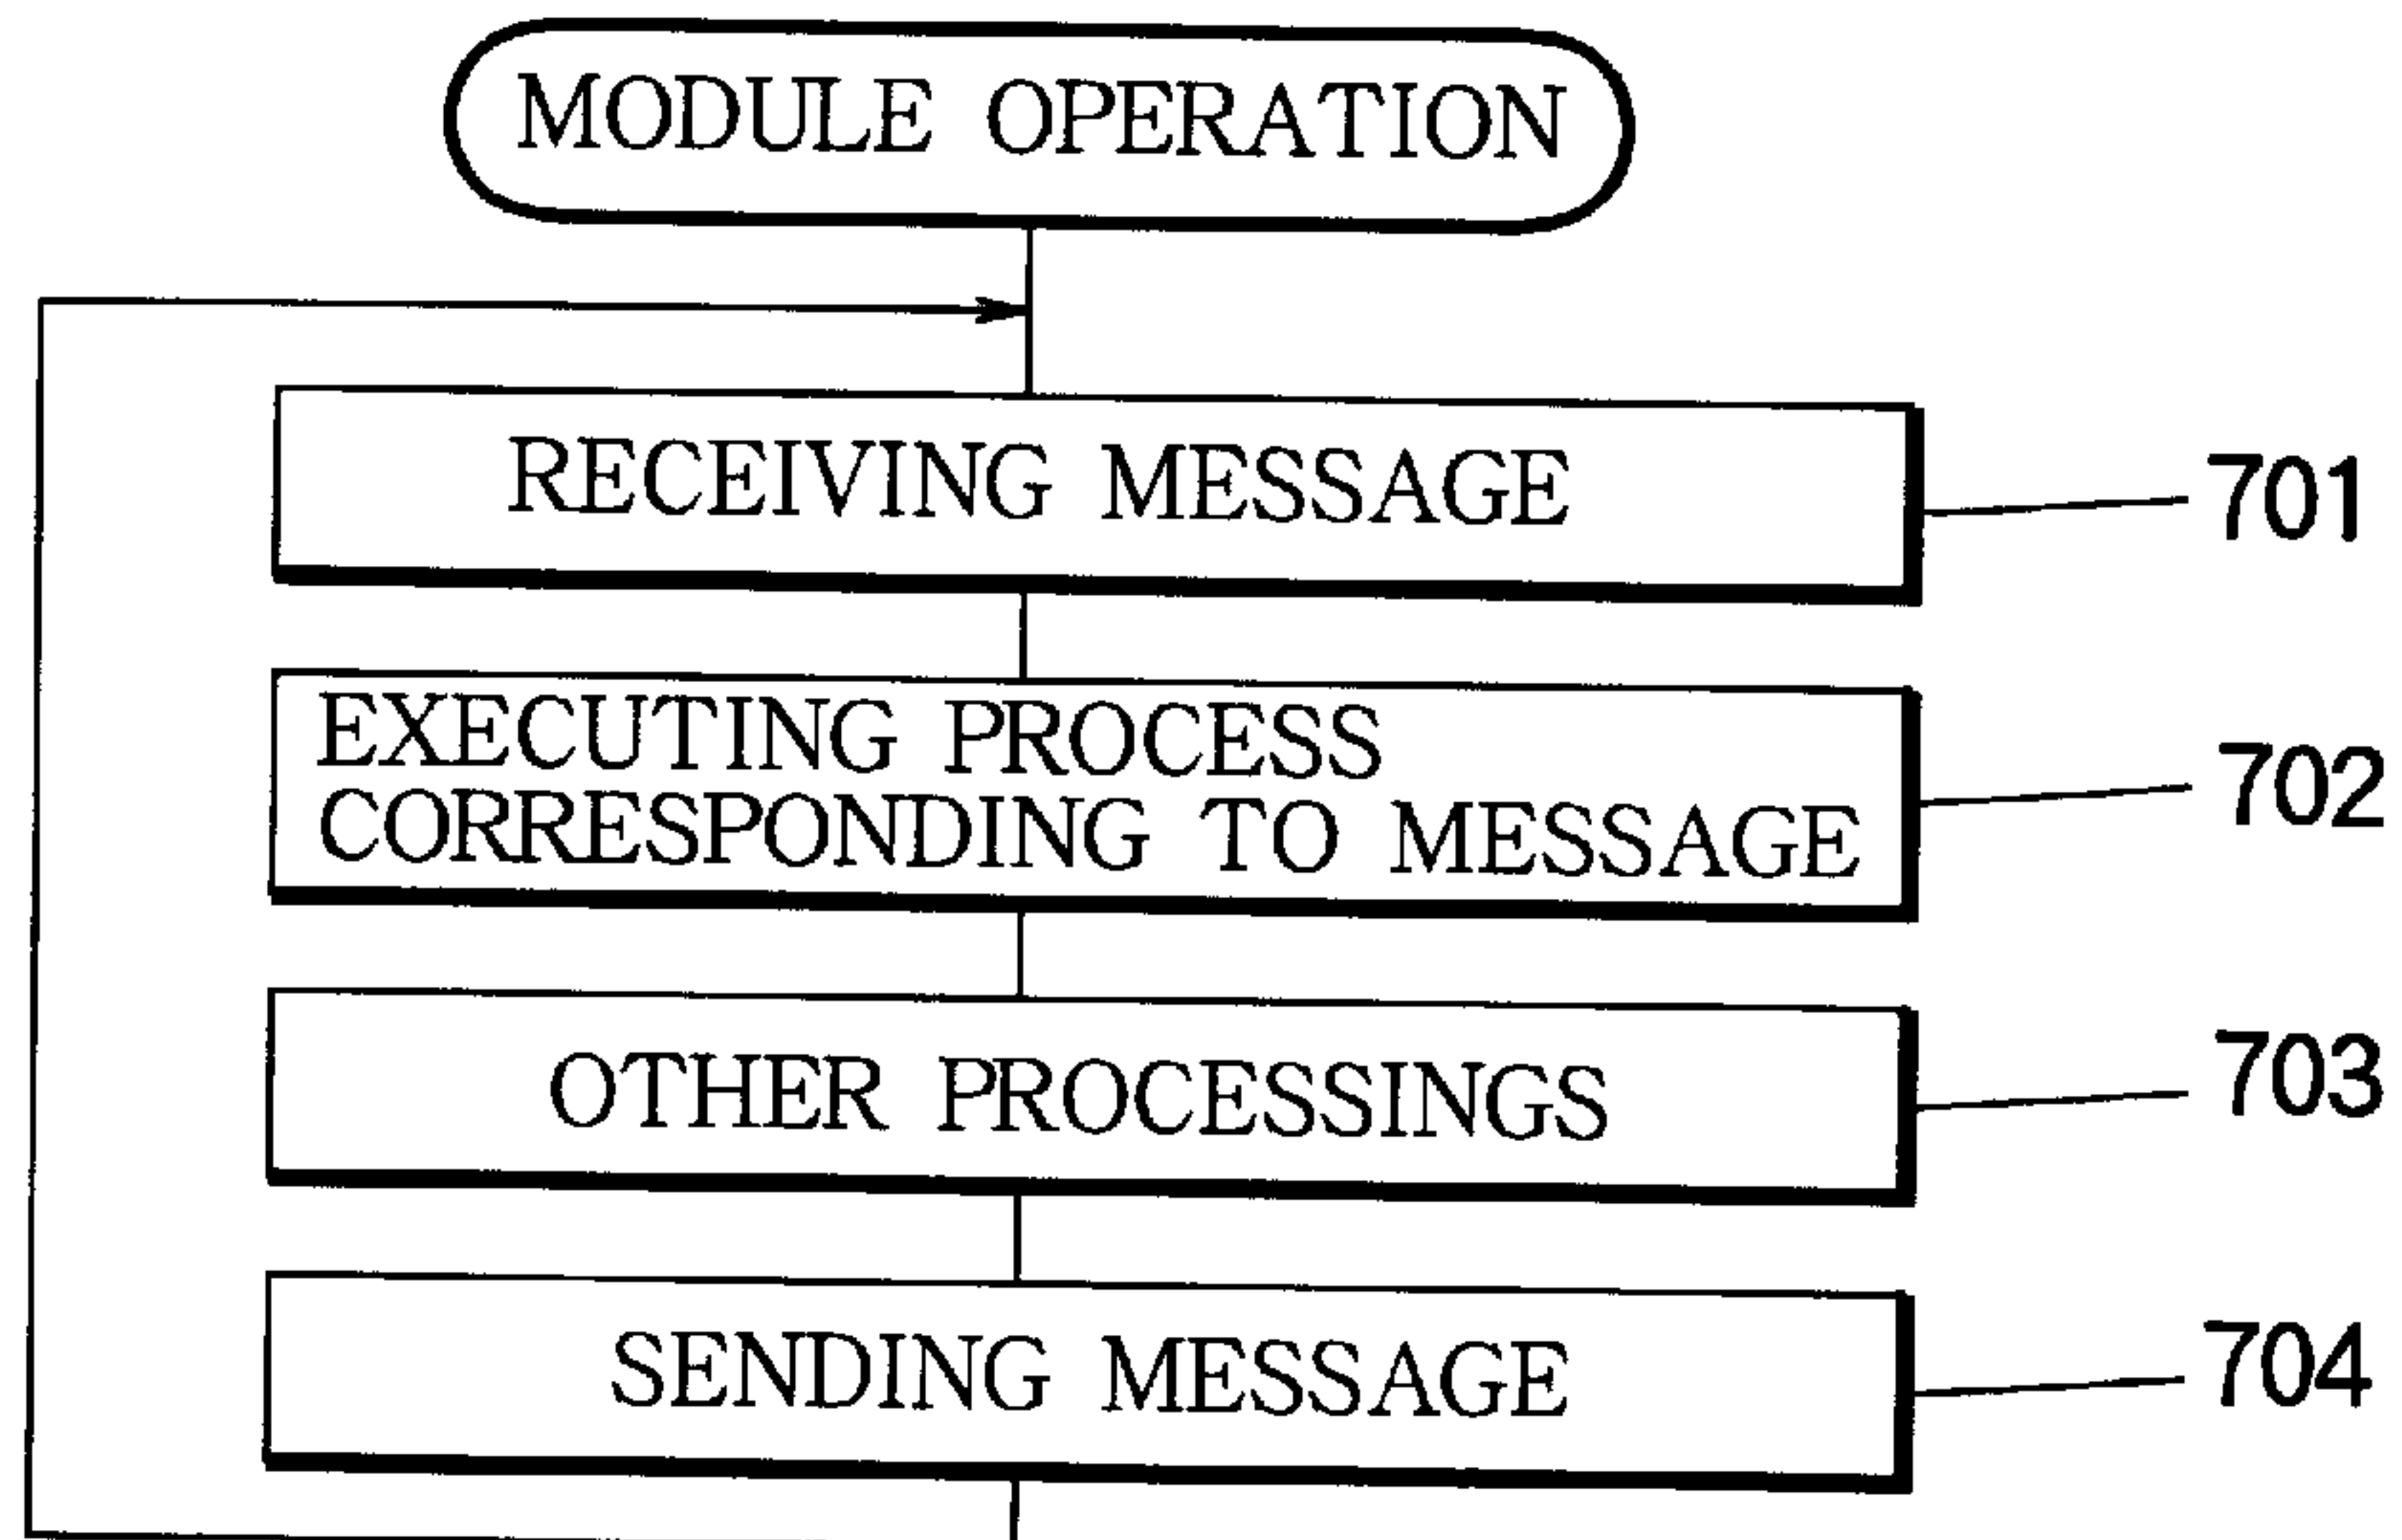 MODULE OPERATION
RECEIVING MESSAGE
701
EXECUTING PROCESS
CORRESPONDING TO MESSAGE
702
OTHER PROCESSINGS
703
SENDING MESSAGE
704